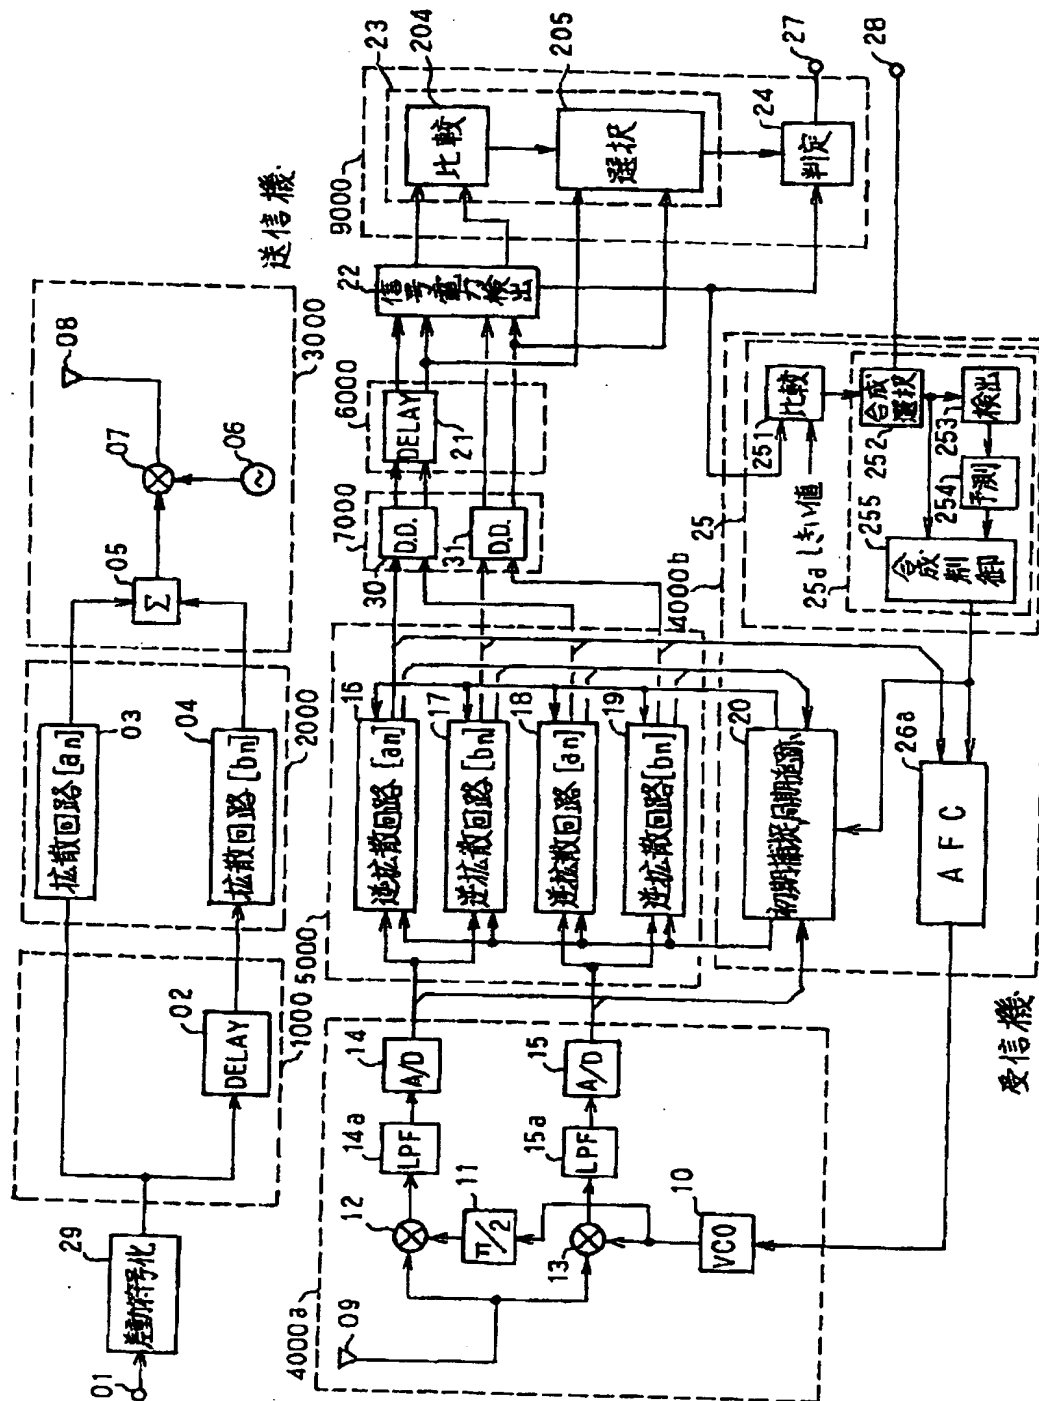 送信機
01
29
差動符号化
02
DELAY
1000
03
拡散回路[an]
04
拡散回路[bn]
2000
05
Σ
06
07
08
3000
受信機
4000a
09
10
VCO
11
π/2
12
13
14a
LPF
14
A/D
15a
LPF
15
A/D
5000
16
逆拡散回路[an]
17
逆拡散回路[bn]
18
逆拡散回路[an]
19
逆拡散回路[bn]
20
初期捕捉同期追跡
26a
AFC
4000b
7000
30
D.D.
31
D.D.
6000
DELAY
21
22
信号電力検出
9000
23
比較
204
選択
205
24
判定
27
28
25
25a
251
比較
しきい値
252
合成選択
253
検出
254
予測
255
合成制御